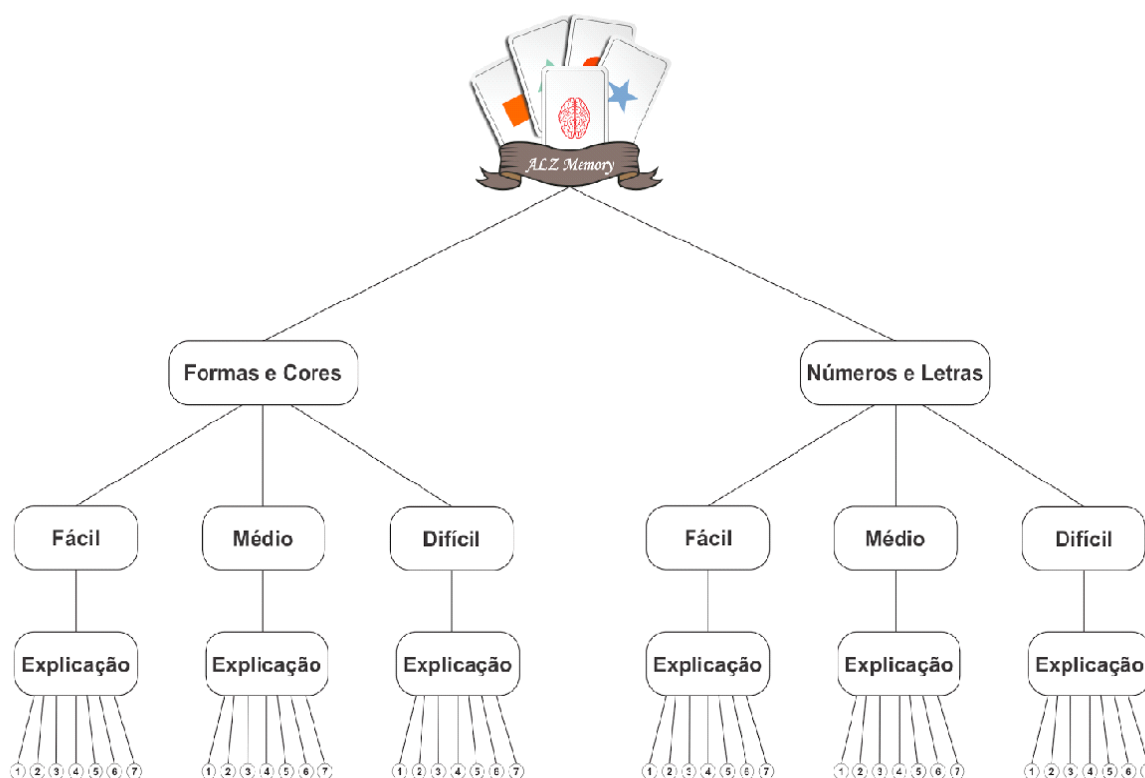 ALZ Memory
Formas e Cores
Números e Letras
Fácil
Médio
Difícil
Fácil
Médio
Difícil
Explicação
Explicação
Explicação
Explicação
Explicação
Explicação
1 2 3 4 5 6 7
1 2 3 4 5 6 7
1 2 3 4 5 6 7
1 2 3 4 5 6 7
1 2 3 4 5 6 7
1 2 3 4 5 6